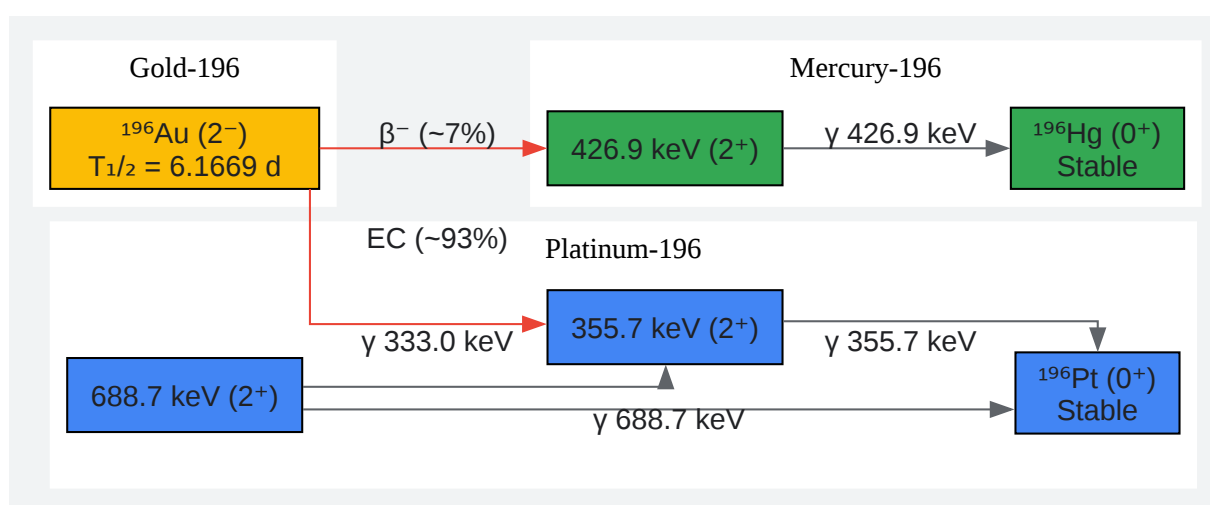 Gold-196
Mercury-196
¹⁹⁶Au (2⁻)
T₁/₂ = 6.1669 d
β⁻ (~7%)
426.9 keV (2⁺)
γ 426.9 keV
¹⁹⁶Hg (0⁺)
Stable
EC (~93%)
Platinum-196
355.7 keV (2⁺)
γ 333.0 keV
γ 355.7 keV
688.7 keV (2⁺)
γ 688.7 keV
¹⁹⁶Pt (0⁺)
Stable